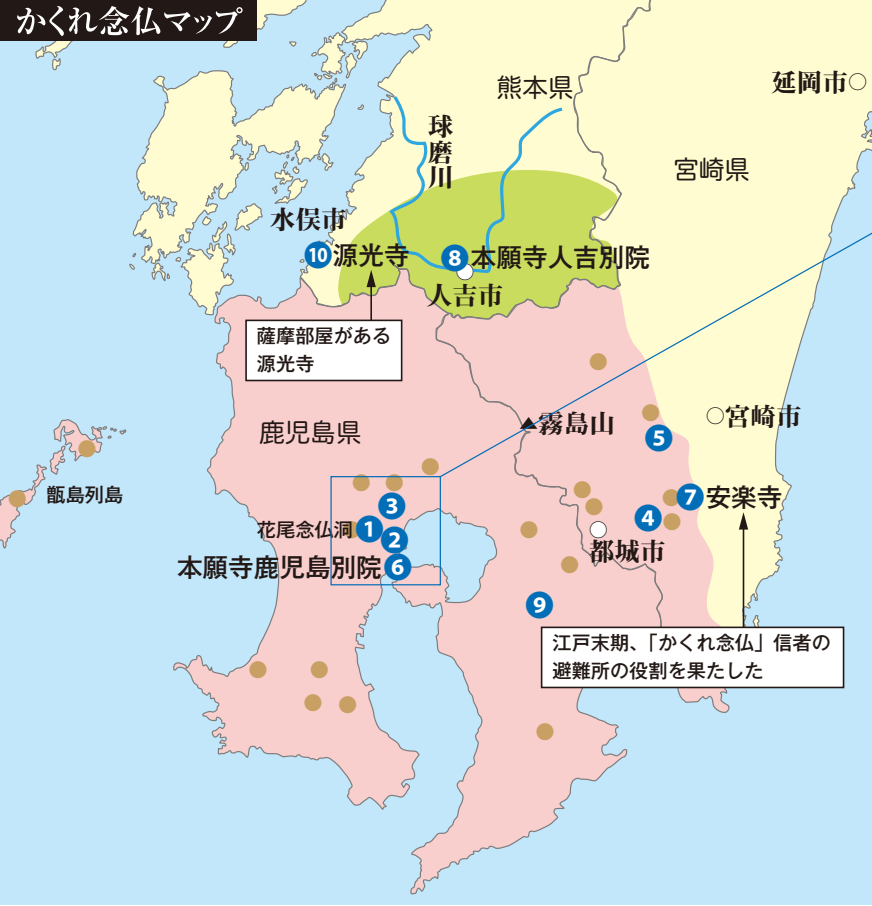 かくれ念仏マップ
熊本県
延岡市
球磨川
宮崎県
水俣市
10 源光寺
8 本願寺人吉別院
人吉市
薩摩部屋がある
源光寺
鹿児島県
霧島山
宮崎市
5
甑島列島
3
7 安楽寺
4
花尾念仏洞 1
2
都城市
本願寺鹿児島別院 6
9
江戸末期、「かくれ念仏」信者の
避難所の役割を果たした